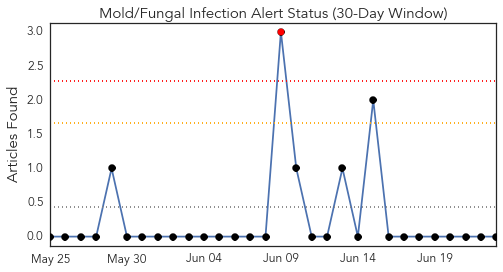 Mold/Fungal Infection Alert Status (30-Day Window)
Articles Found
3.0
2.5
2.0
1.5
1.0
0.5
0.0
May 25 May 30 Jun 04 Jun 09 Jun 14 Jun 19